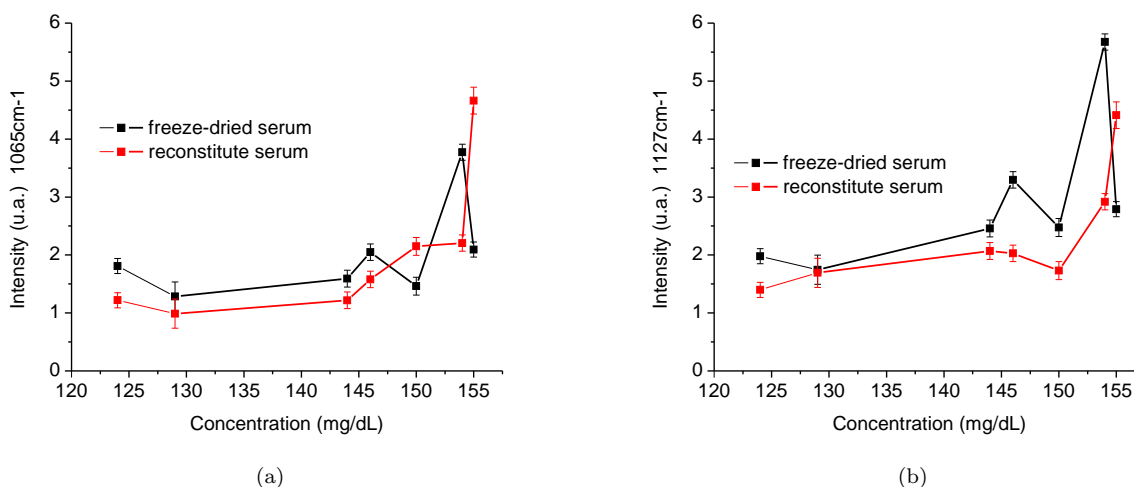 6
5
4
3
2
1
0
120 125 130 135 140 145 150 155
Intensity (u.a.) 1065cm-1
Concentration (mg/dL)
freeze-dried serum
reconstitute serum
(a)
6
5
4
3
2
1
0
120 125 130 135 140 145 150 155
Intensity (u.a.) 1127cm-1
Concentration (mg/dL)
freeze-dried serum
reconstitute serum
(b)